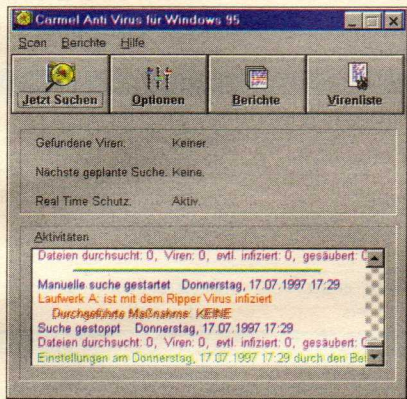 Carmel Anti Virus für Windows 95
Scan Berichte Hilfe
Jetzt Suchen Optionen Berichte Virenliste
Gefundene Viren: Keiner.
Nächste geplante Suche: Keine.
Real Time Schutz: Aktiv.
Aktivitäten
Dateien durchsucht: 0, Viren: 0, evtl. infiziert: 0, gesäubert: 0
Manuelle suche gestartet Donnerstag, 17.07.1997 17:29
Laufwerk A: ist mit dem Ripper Virus infiziert
Durchgeführte Maßnahme: KEINE
Suche gestoppt Donnerstag, 17.07.1997 17:29
Dateien durchsucht: 0, Viren: 0, evtl. infiziert: 0, gesäubert: 0
Einstellungen am Donnerstag, 17.07.1997 17:29 durch den Ben